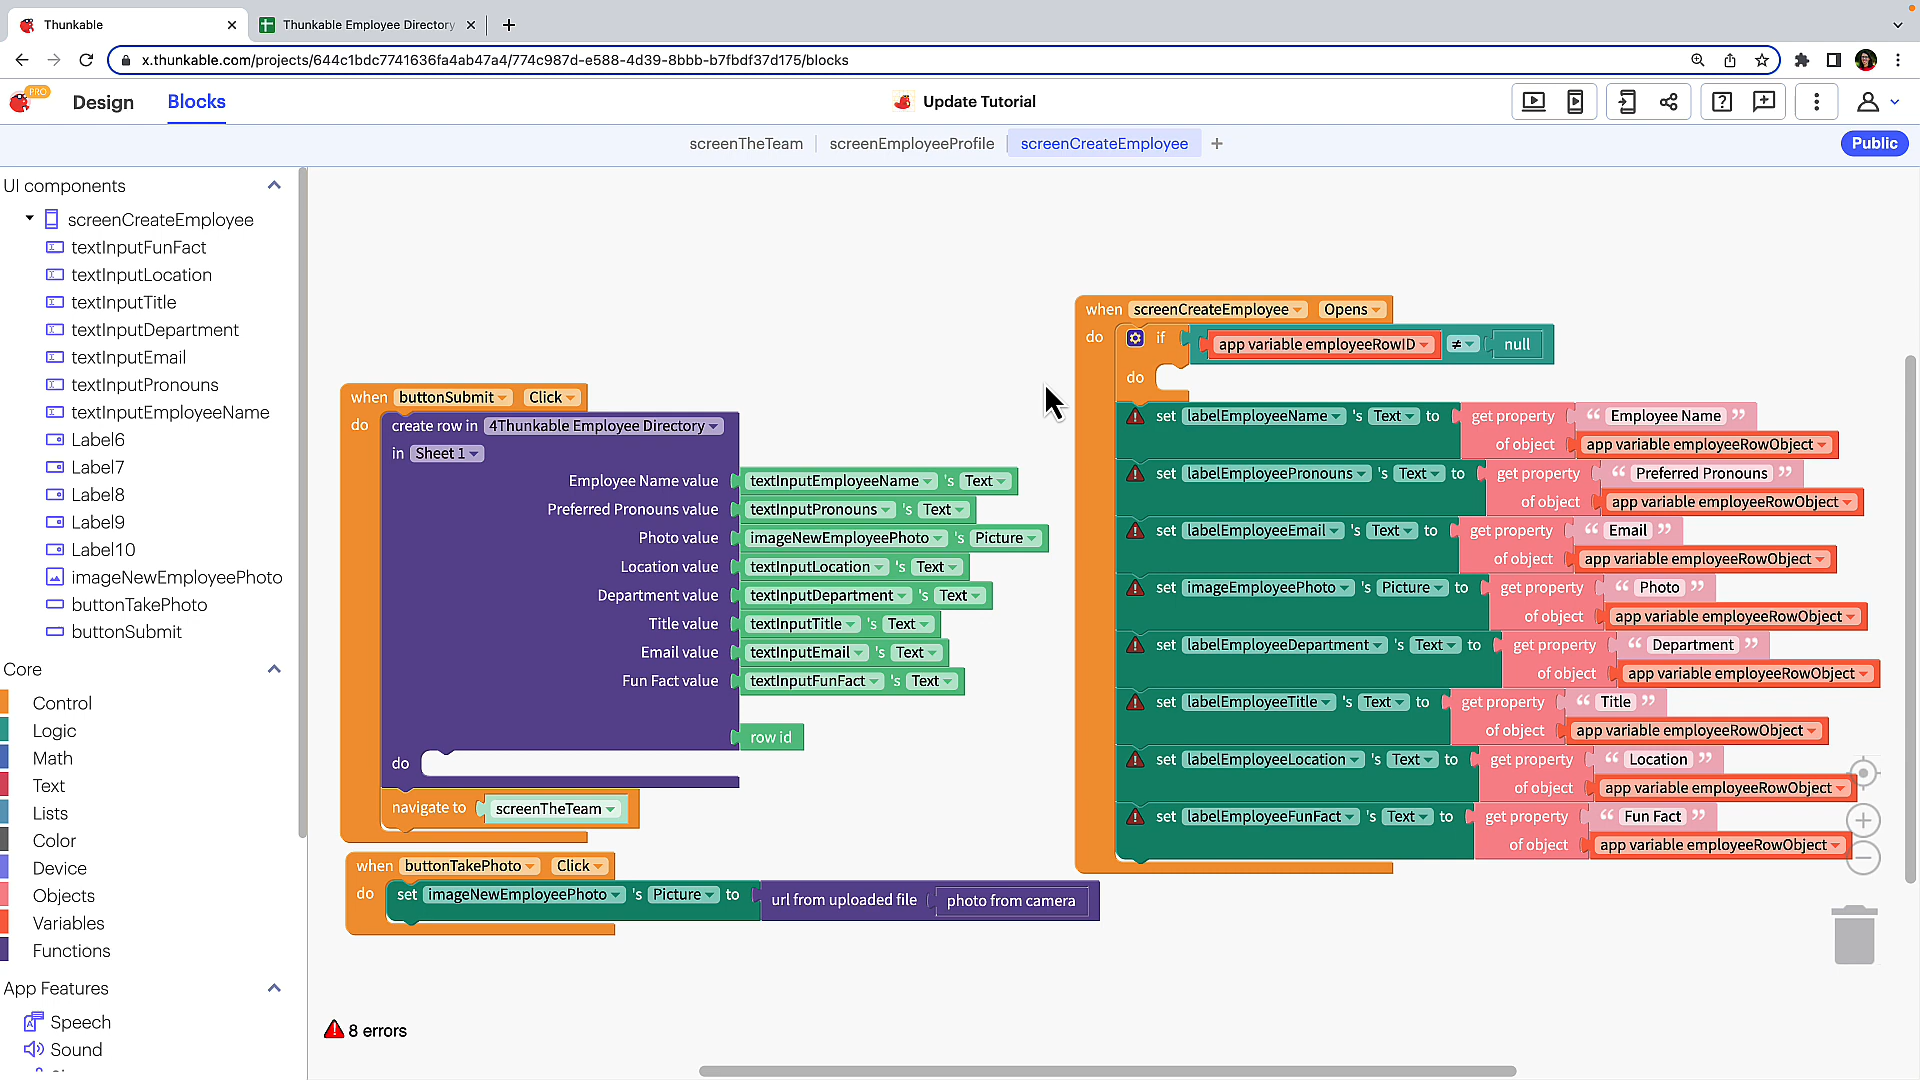 Thunkable
Thunkable Employee Directory
x.thunkable.com/projects/644c1bdc7741636fa4ab47a4/774c987d-e588-4d39-8bbb-b7fbdf37d175/blocks
PRO
Design
Blocks
Update Tutorial
screenTheTeam
screenEmployeeProfile
screenCreateEmployee
+
Public
UI components
screenCreateEmployee
textInputFunFact
textInputLocation
textInputTitle
textInputDepartment
textInputEmail
textInputPronouns
textInputEmployeeName
Label6
Label7
Label8
Label9
Label10
imageNewEmployeePhoto
buttonTakePhoto
buttonSubmit
Core
Control
Logic
Math
Text
Lists
Color
Device
Objects
Variables
Functions
App Features
Speech
Sound
when buttonSubmit Click
do create row in 4Thunkable Employee Directory
in Sheet 1
Employee Name value textInputEmployeeName 's Text
Preferred Pronouns value textInputPronouns 's Text
Photo value imageNewEmployeePhoto 's Picture
Location value textInputLocation 's Text
Department value textInputDepartment 's Text
Title value textInputTitle 's Text
Email value textInputEmail 's Text
Fun Fact value textInputFunFact 's Text
row id
do
navigate to screenTheTeam
when buttonTakePhoto Click
do set imageNewEmployeePhoto 's Picture to url from uploaded file photo from camera
when screenCreateEmployee Opens
do if app variable employeeRowID ≠ null
do
set labelEmployeeName 's Text to get property “ Employee Name ”
of object app variable employeeRowObject
set labelEmployeePronouns 's Text to get property “ Preferred Pronouns ”
of object app variable employeeRowObject
set labelEmployeeEmail 's Text to get property “ Email ”
of object app variable employeeRowObject
set imageEmployeePhoto 's Picture to get property “ Photo ”
of object app variable employeeRowObject
set labelEmployeeDepartment 's Text to get property “ Department ”
of object app variable employeeRowObject
set labelEmployeeTitle 's Text to get property “ Title ”
of object app variable employeeRowObject
set labelEmployeeLocation 's Text to get property “ Location ”
of object app variable employeeRowObject
set labelEmployeeFunFact 's Text to get property “ Fun Fact ”
of object app variable employeeRowObject
8 errors